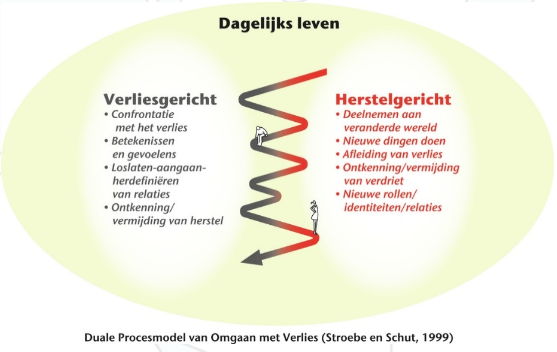 Dagelijks leven
Verliesgericht
• Confrontatie
met het verlies
• Betekenissen
en gevoelens
• Loslaten-aangaan-
herdefiniëren
van relaties
• Ontkenning/
vermijding van herstel
Herstelgericht
• Deelnemen aan
veranderde wereld
• Nieuwe dingen doen
• Afleiding van verlies
• Ontkenning/vermijding
van verdriet
• Nieuwe rollen/
identiteiten/relaties
Duale Procesmodel van Omgaan met Verlies (Stroebe en Schut, 1999)